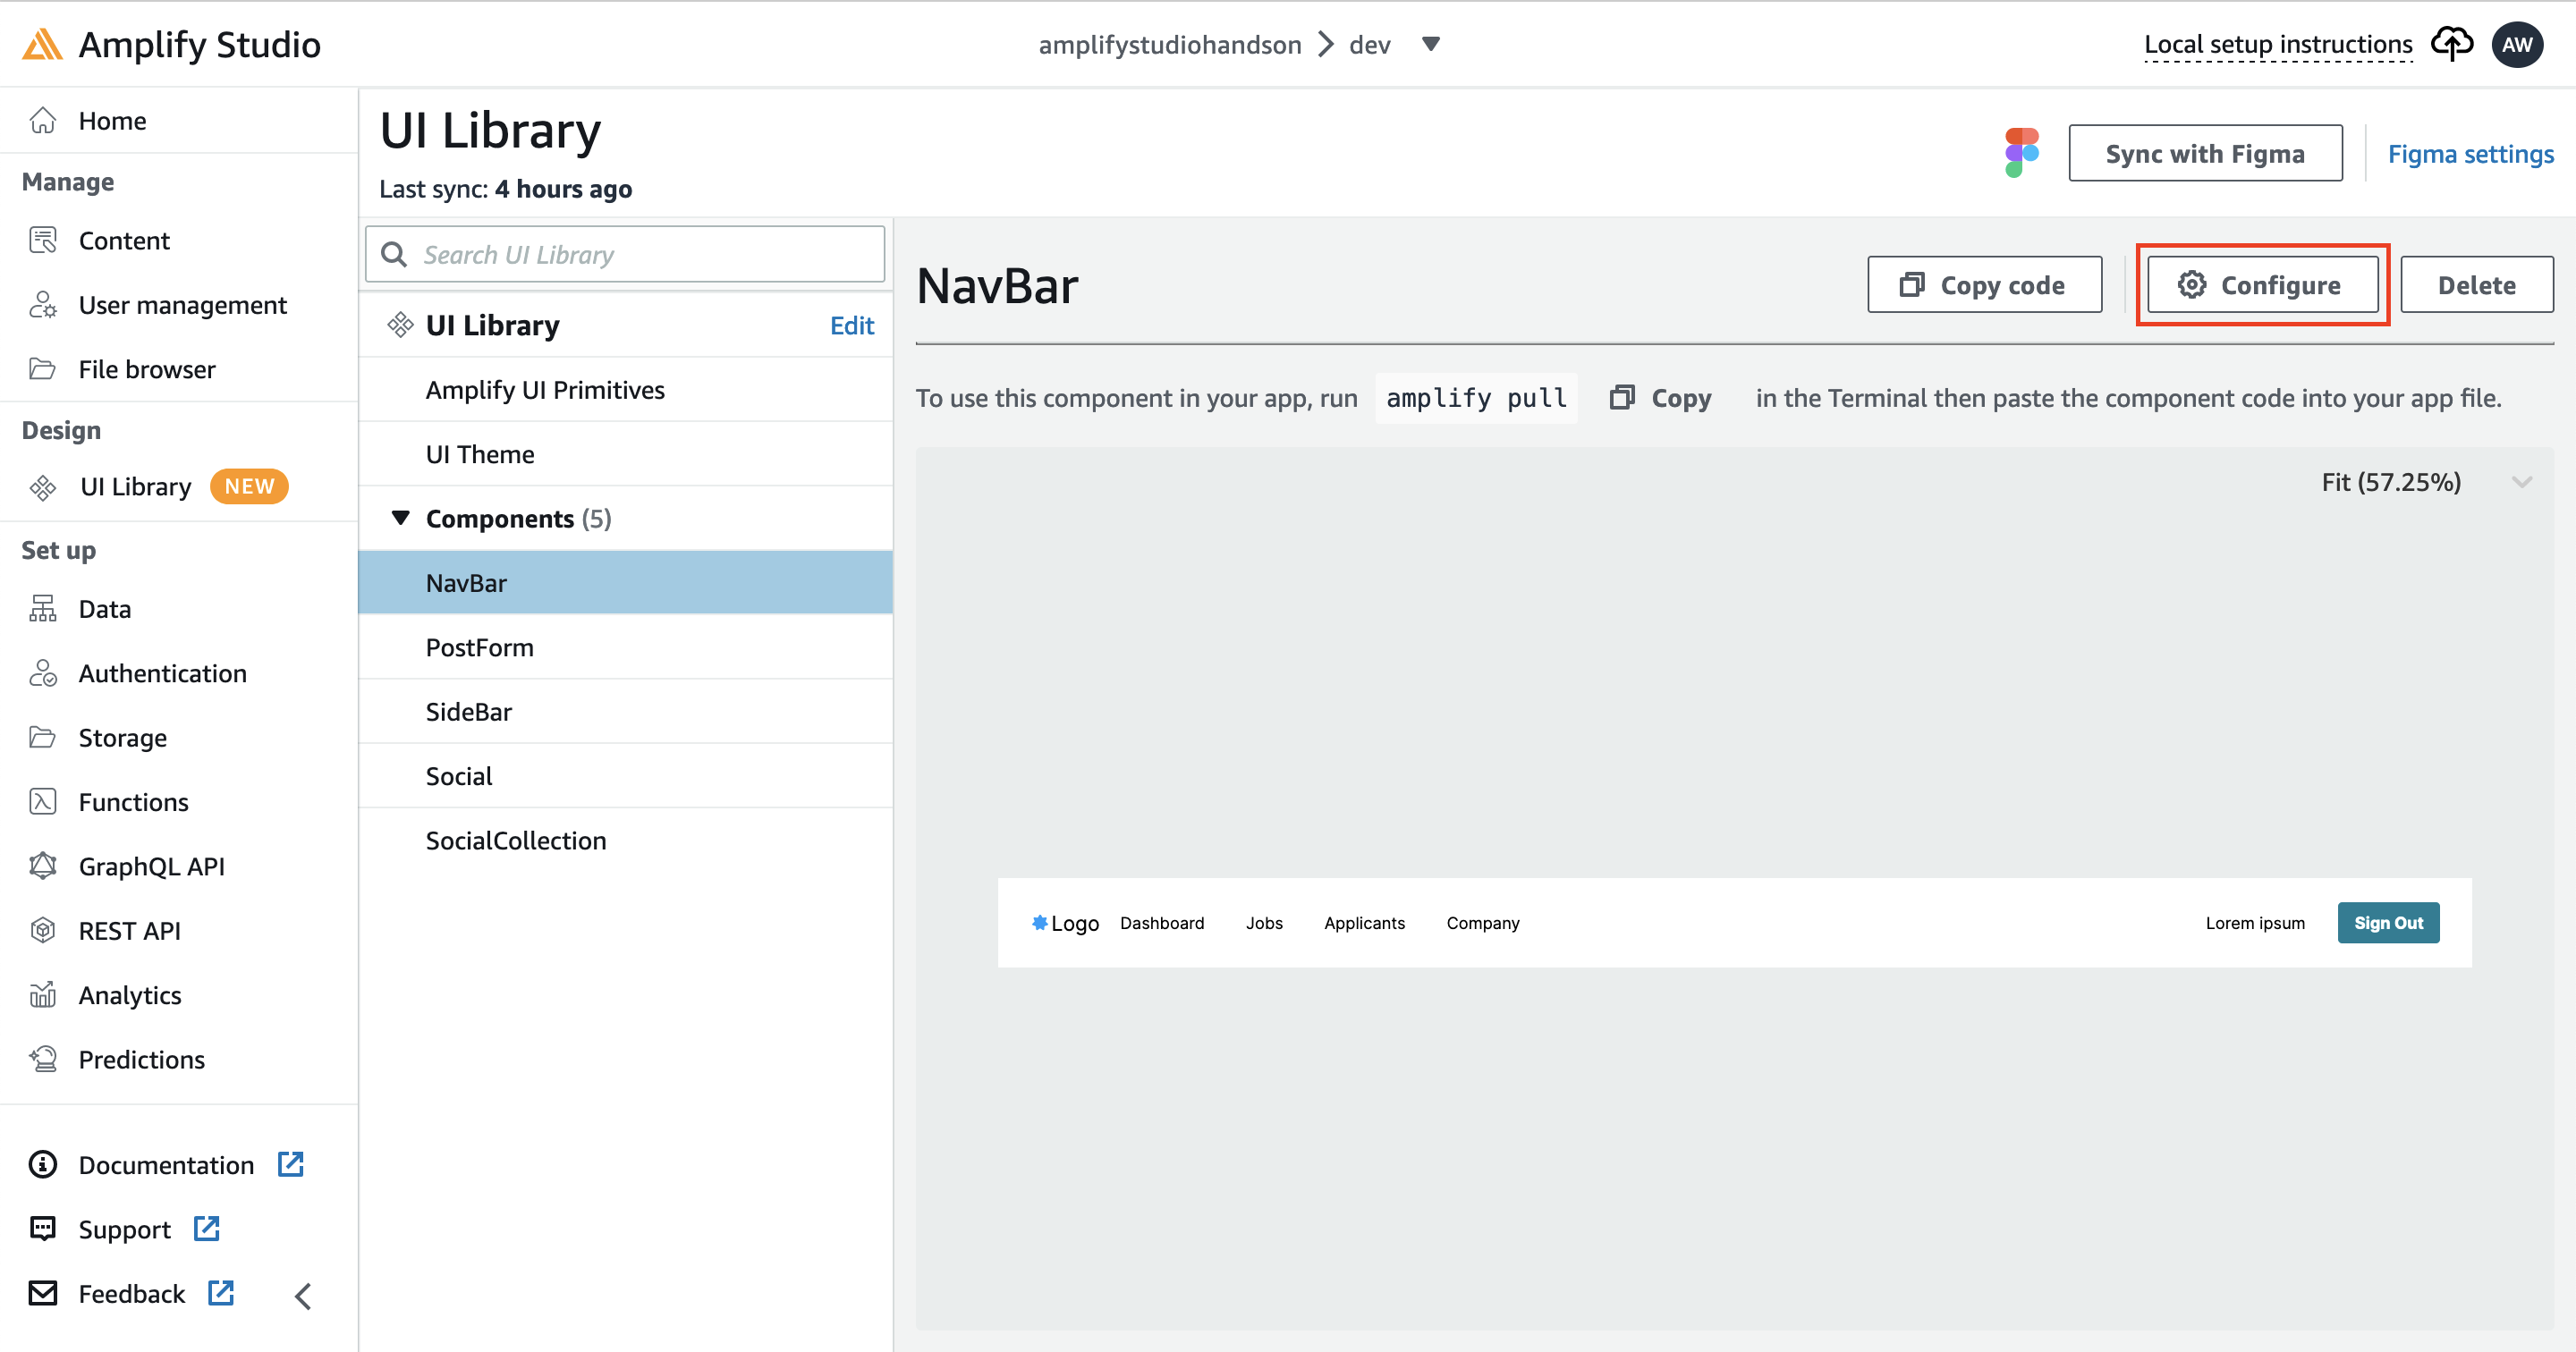 Amplify Studio
amplifystudiohandson > dev
Local setup instructions
AW
Home
Manage
Content
User management
File browser
Design
UI Library NEW
Set up
Data
Authentication
Storage
Functions
GraphQL API
REST API
Analytics
Predictions
Documentation
Support
Feedback
UI Library
Last sync: 4 hours ago
Sync with Figma
Figma settings
Search UI Library
UI Library Edit
Amplify UI Primitives
UI Theme
Components (5)
NavBar
PostForm
SideBar
Social
SocialCollection
NavBar
Copy code
Configure
Delete
To use this component in your app, run amplify pull Copy in the Terminal then paste the component code into your app file.
Fit (57.25%)
Logo Dashboard Jobs Applicants Company Lorem ipsum Sign Out